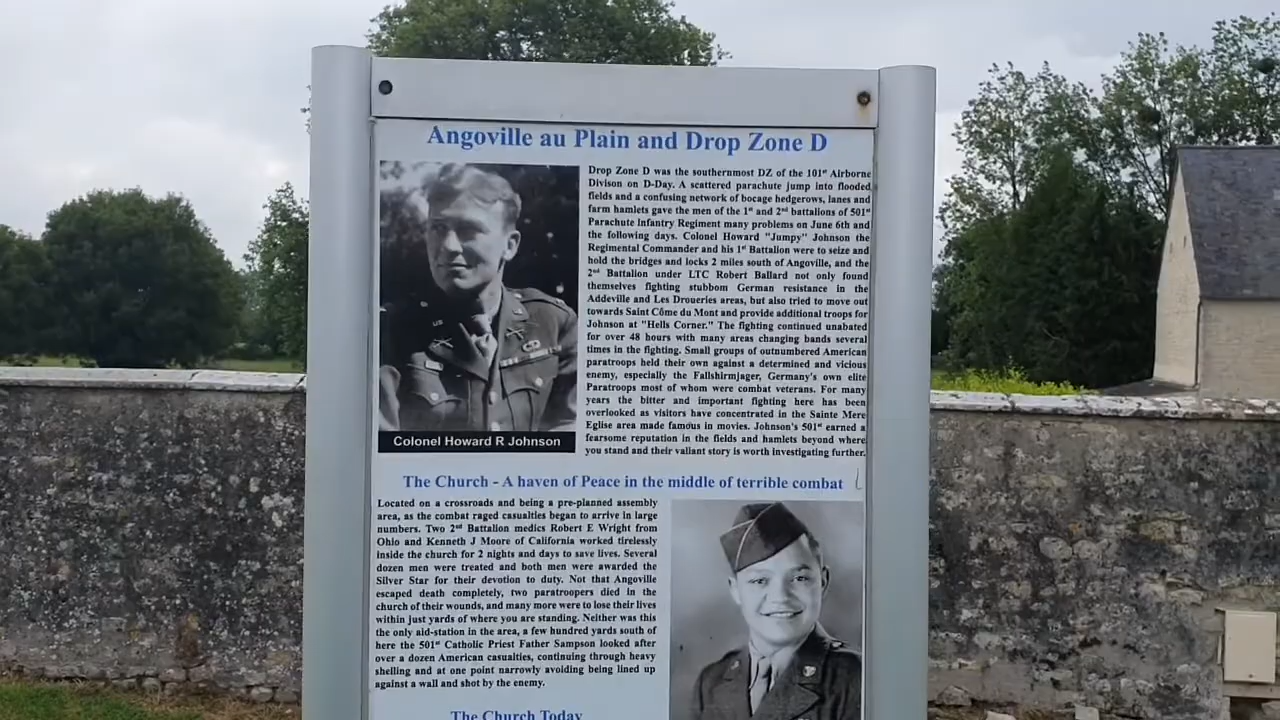 Angoville au Plain and Drop Zone D
Drop Zone D was the southernmost DZ of the 101st Airborne
Divison on D-Day. A scattered parachute jump into flooded
fields and a confusing network of bocage hedgerows, lanes and
farm hamlets gave the men of the 1st and 2nd battalions of 501st
Parachute Infantry Regiment many problems on June 6th and
the following days. Colonel Howard "Jumpy" Johnson the
Regimental Commander and his 1st Battalion were to seize and
hold the bridges and locks 2 miles south of Angoville, and the
2nd Battalion under LTC Robert Ballard not only found
themselves fighting stubborn German resistance in the
Addeville and Les Droueries areas, but also tried to move out
towards Saint Côme du Mont and provide additional troops for
Johnson at "Hells Corner." The fighting continued unabated
for over 48 hours with many areas changing bands several
times in the fighting. Small groups of outnumbered American
paratroops held their own against a determined and vicious
enemy, especially the Fallshirmjager, Germany's own elite
Paratroops most of whom were combat veterans. For many
years the bitter and important fighting here has been
overlooked as visitors have concentrated in the Sainte Mere
Eglise area made famous in movies. Johnson's 501st earned a
fearsome reputation in the fields and hamlets beyond where
you stand and their valiant story is worth investigating further.
Colonel Howard R Johnson
The Church - A haven of Peace in the middle of terrible combat
Located on a crossroads and being a pre-planned assembly
area, as the combat raged casualties began to arrive in large
numbers. Two 2nd Battalion medics Robert E Wright from
Ohio and Kenneth J Moore of California worked tirelessly
inside the church for 2 nights and days to save lives. Several
dozen men were treated and both men were awarded the
Silver Star for their devotion to duty. Not that Angoville
escaped death completely, two paratroopers died in the
church of their wounds, and many more were to lose their lives
within just yards of where you are standing. Neither was this
the only aid-station in the area, a few hundred yards south of
here the 501st Catholic Priest Father Sampson looked after
over a dozen American casualties, continuing through heavy
shelling and at one point narrowly avoiding being lined up
against a wall and shot by the enemy.
The Church Today